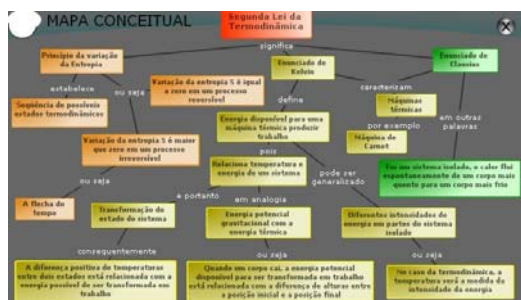 MAPA CONCEITUAL
Segunda Lei da
Termodinâmica
significa
Princípio da variação
da Entropia
Enunciado de
Kelvin
Enunciado de
Clausius
estabelece
ou seja
Variação da entropia S é igual
a zero em um processo
reversível
define
caracterizam
Máquinas
térmicas
Seqüência de possíveis
estados termodinâmicos
Energia disponível para uma
máquina térmica produzir
trabalho
por exemplo
Máquina de
Carnot
em outras
palavras
Variação da entropia S é maior
que zero em um processo
irreversível
pois
Relaciona temperatura e
energia de um sistema
pode ser
generalizado
Em um sistema isolado, o calor flui
espontaneamente de um corpo mais
quente para um corpo mais frio
ou seja
e portanto
em analogia
A flecha do
tempo
Transformação do
estado do sistema
Energia potencial
gravitacional com a
energia térmica
Diferentes intensidades de
energia em partes do sistema
isolado
consequentemente
ou seja
ou seja
A diferença positiva de temperaturas
entre dois estados está relacionada com a
energia possível de ser transformada em
trabalho
Quando um corpo cai, a energia potencial
disponível para ser transformada em trabalho
está relacionada com a diferença de alturas entre
a posição inicial e a posição final
No caso da termodinâmica, a
temperatura será a medida da
intensidade da energia